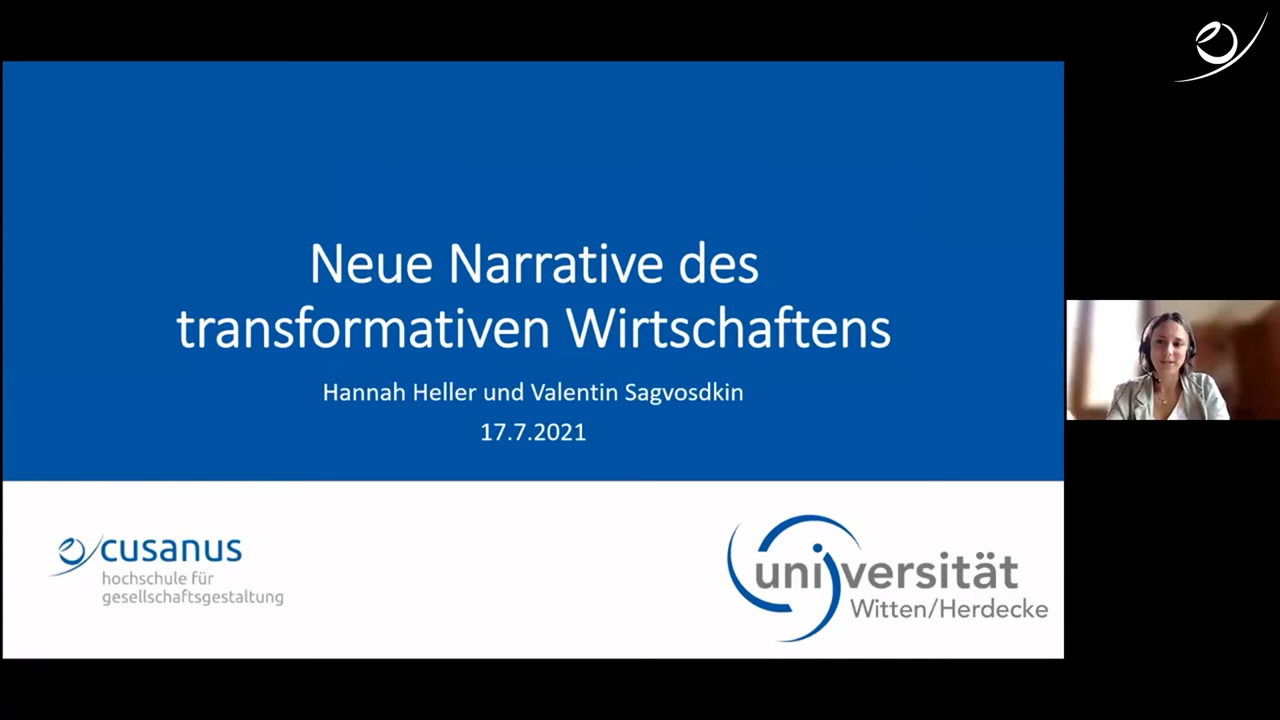 Neue Narrative des
transformativen Wirtschaftens
Hannah Heller und Valentin Sagvosdkin
17.7.2021
cusanus
hochschule für
gesellschaftsgestaltung
universität
Witten/Herdecke